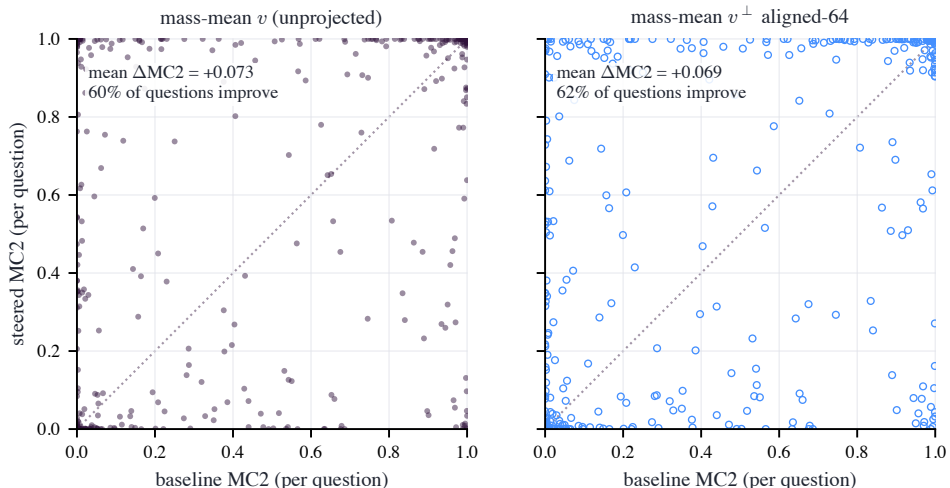 mass-mean v (unprojected)
mean ΔMC2 = +0.073
60% of questions improve
1.0
0.8
0.6
0.4
0.2
0.0
steered MC2 (per question)
0.0 0.2 0.4 0.6 0.8 1.0
baseline MC2 (per question)
mass-mean v ⊥ aligned-64
mean ΔMC2 = +0.069
62% of questions improve
0.0 0.2 0.4 0.6 0.8 1.0
baseline MC2 (per question)